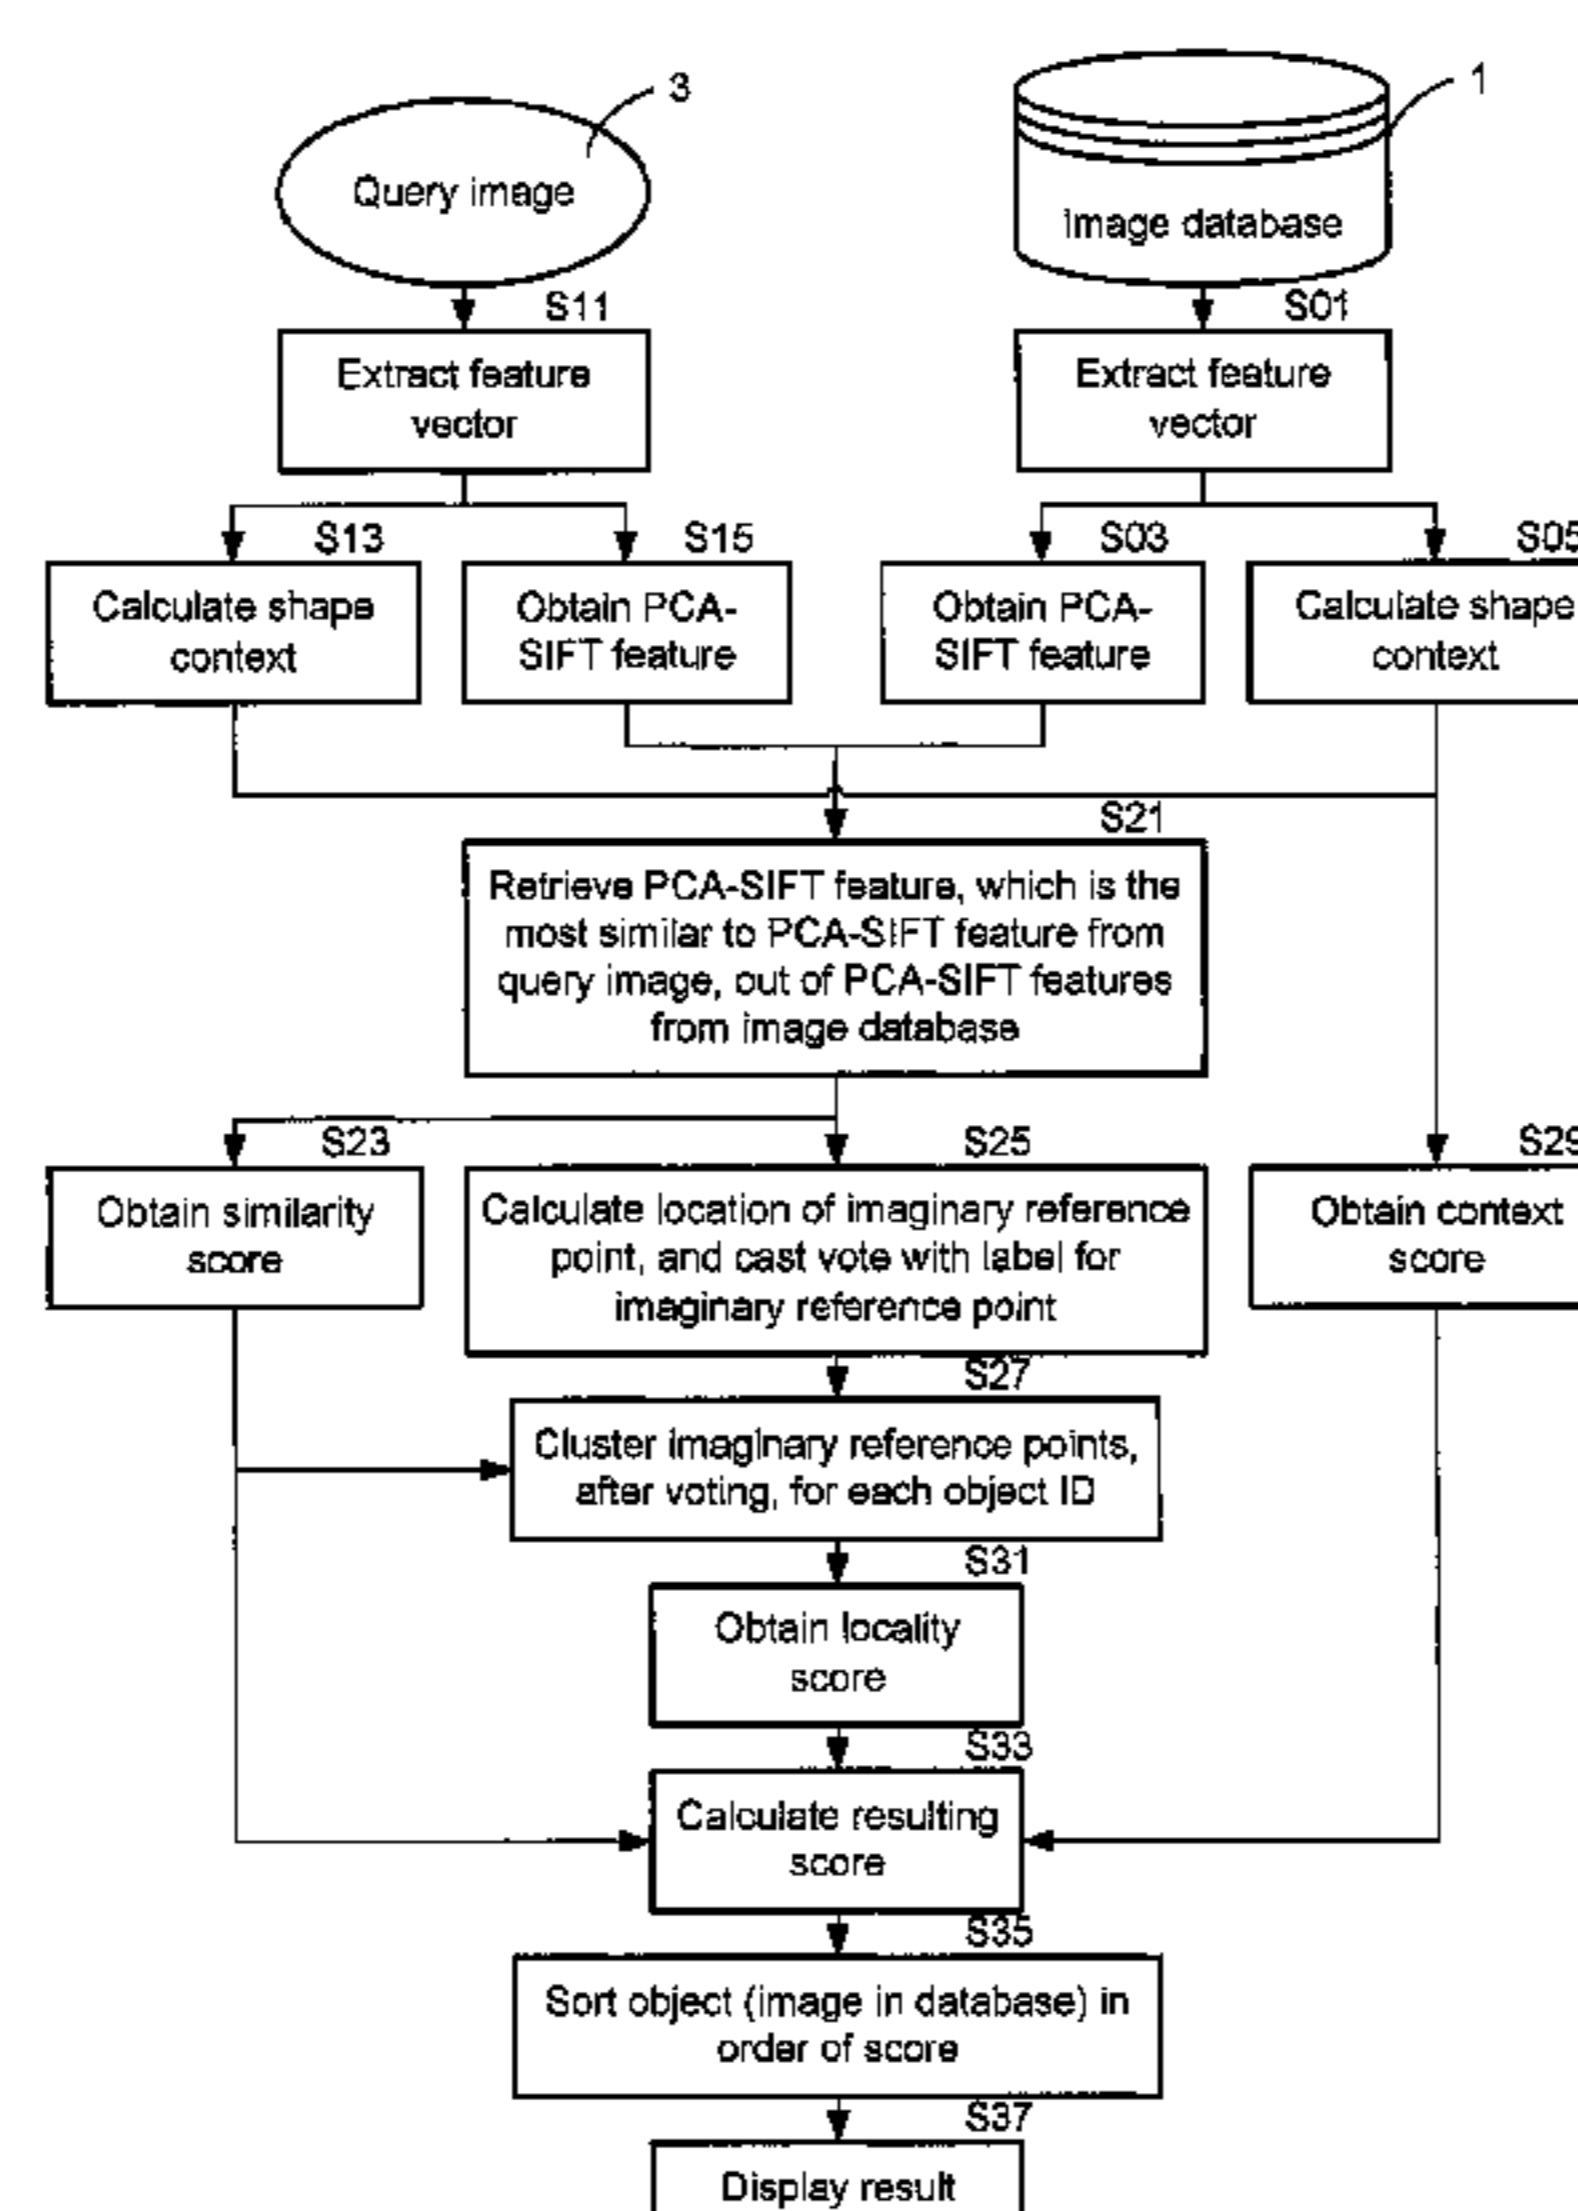 3
1
Query image
Image database
S11
S01
Extract feature
vector
Extract feature
vector
S13
S15
S03
S05
Calculate shape
context
Obtain PCA-
SIFT feature
Obtain PCA-
SIFT feature
Calculate shape
context
S21
Retrieve PCA-SIFT feature, which is the
most similar to PCA-SIFT feature from
query image, out of PCA-SIFT features
from image database
S23
S25
S29
Obtain similarity
score
Calculate location of imaginary reference
point, and cast vote with label for
imaginary reference point
Obtain context
score
S27
Cluster imaginary reference points,
after voting, for each object ID
S31
Obtain locality
score
S33
Calculate resulting
score
S35
Sort object (image in database) in
order of score
S37
Display result